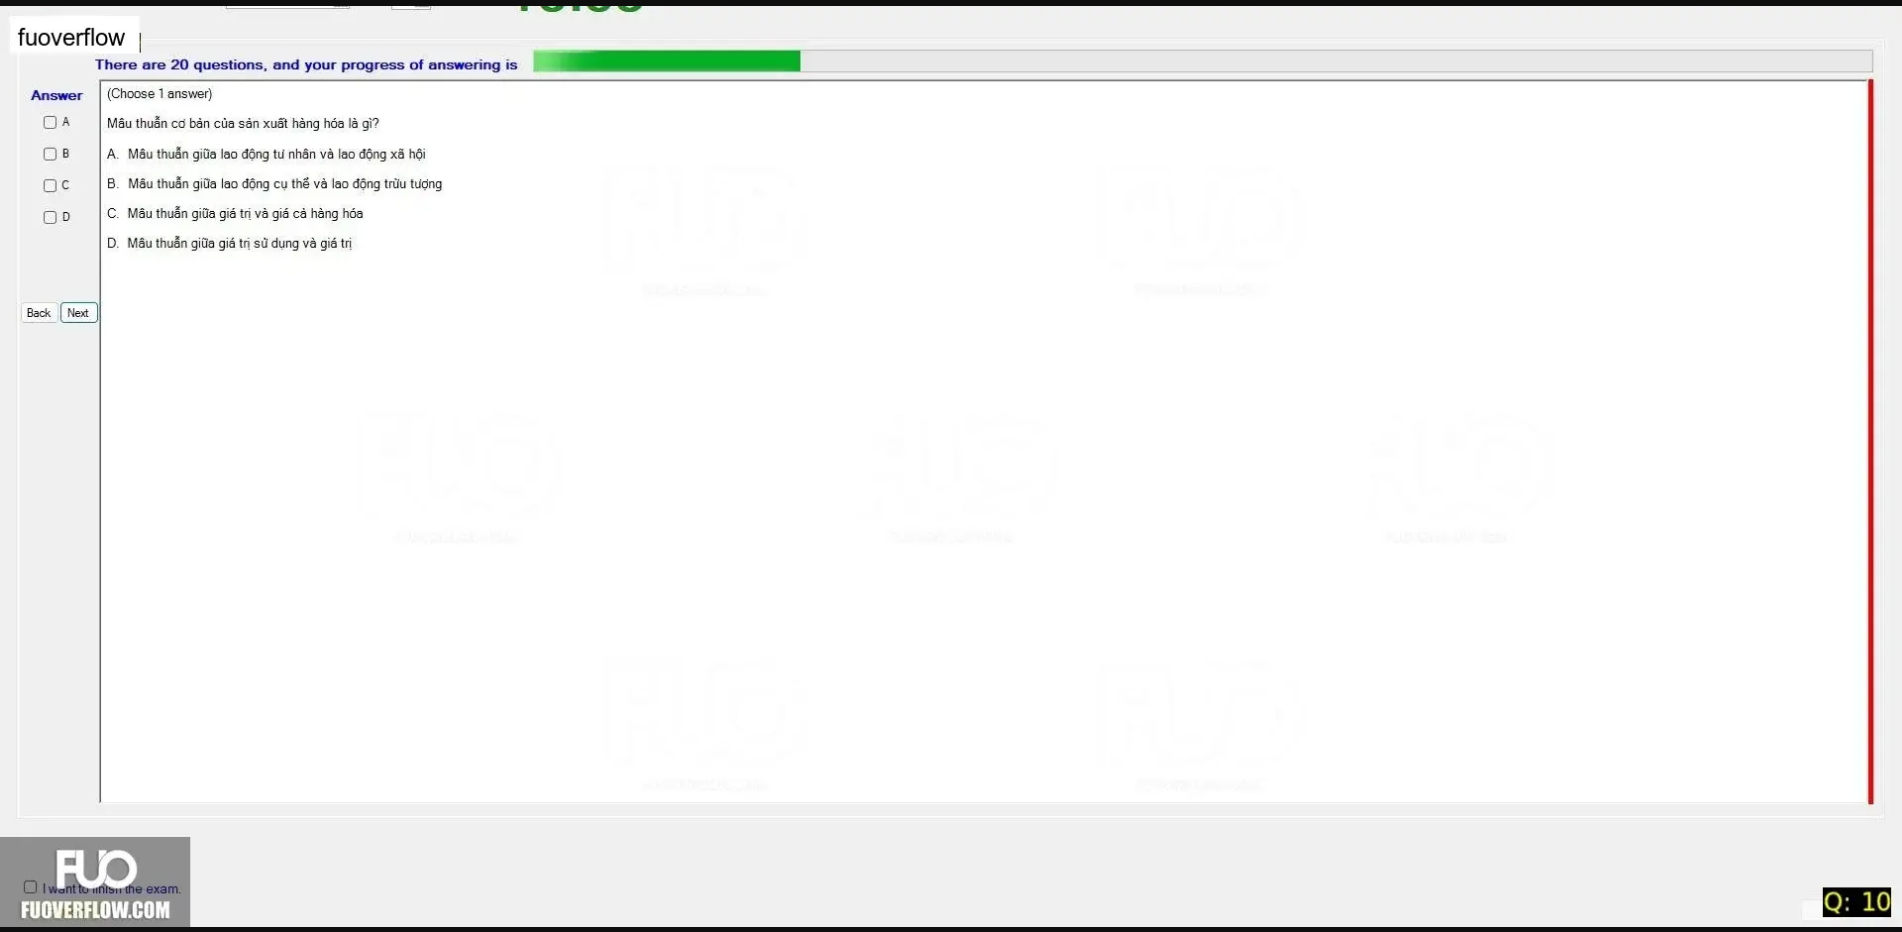 fuoverflow
There are 20 questions, and your progress of answering is
Answer
(Choose 1 answer)
A
Mâu thuẫn cơ bản của sản xuất hàng hóa là gì?
B
A. Mâu thuẫn giữa lao động tư nhân và lao động xã hội
C
B. Mâu thuẫn giữa lao động cụ thể và lao động trừu tượng
D
C. Mâu thuẫn giữa giá trị và giá cả hàng hóa
D. Mâu thuẫn giữa giá trị sử dụng và giá trị
Back Next
FUO
I want to finish the exam.
FUOVERFLOW.COM
Q: 10